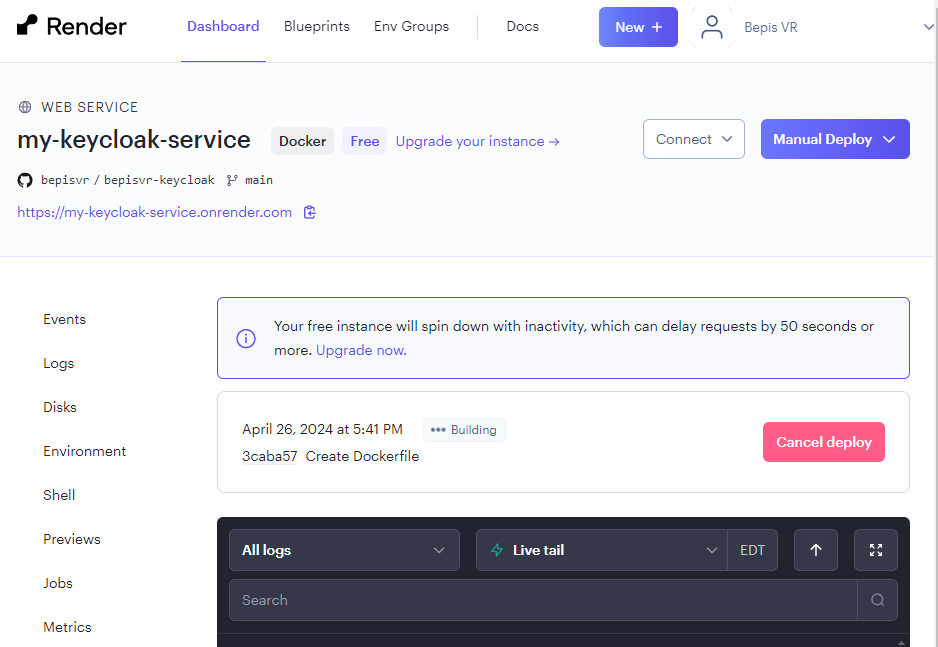 Render Dashboard Blueprints Env Groups Docs New + Bepis VR
WEB SERVICE
my-keycloak-service Docker Free Upgrade your instance → Connect Manual Deploy
bepisvr / bepisvr-keycloak main
https://my-keycloak-service.onrender.com
Events
Logs
Disks
Environment
Shell
Previews
Jobs
Metrics
Your free instance will spin down with inactivity, which can delay requests by 50 seconds or
more. Upgrade now.
April 26, 2024 at 5:41 PM Building
3caba57 Create Dockerfile
Cancel deploy
All logs Live tail EDT
Search